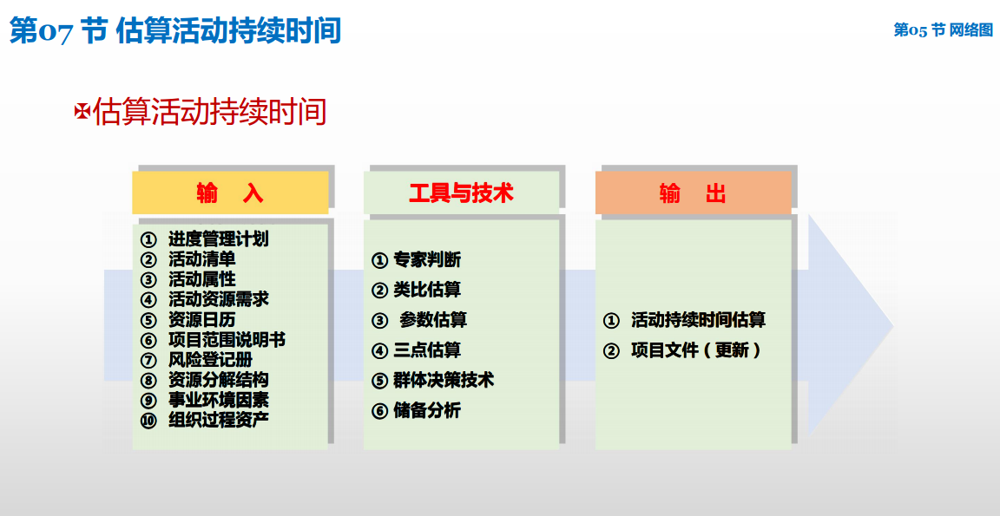 第07 节 估算活动持续时间
第05 节 网络图
✠估算活动持续时间
输 入
① 进度管理计划
② 活动清单
③ 活动属性
④ 活动资源需求
⑤ 资源日历
⑥ 项目范围说明书
⑦ 风险登记册
⑧ 资源分解结构
⑨ 事业环境因素
⑩ 组织过程资产
工具与技术
① 专家判断
② 类比估算
③ 参数估算
④ 三点估算
⑤ 群体决策技术
⑥ 储备分析
输 出
① 活动持续时间估算
② 项目文件（更新）